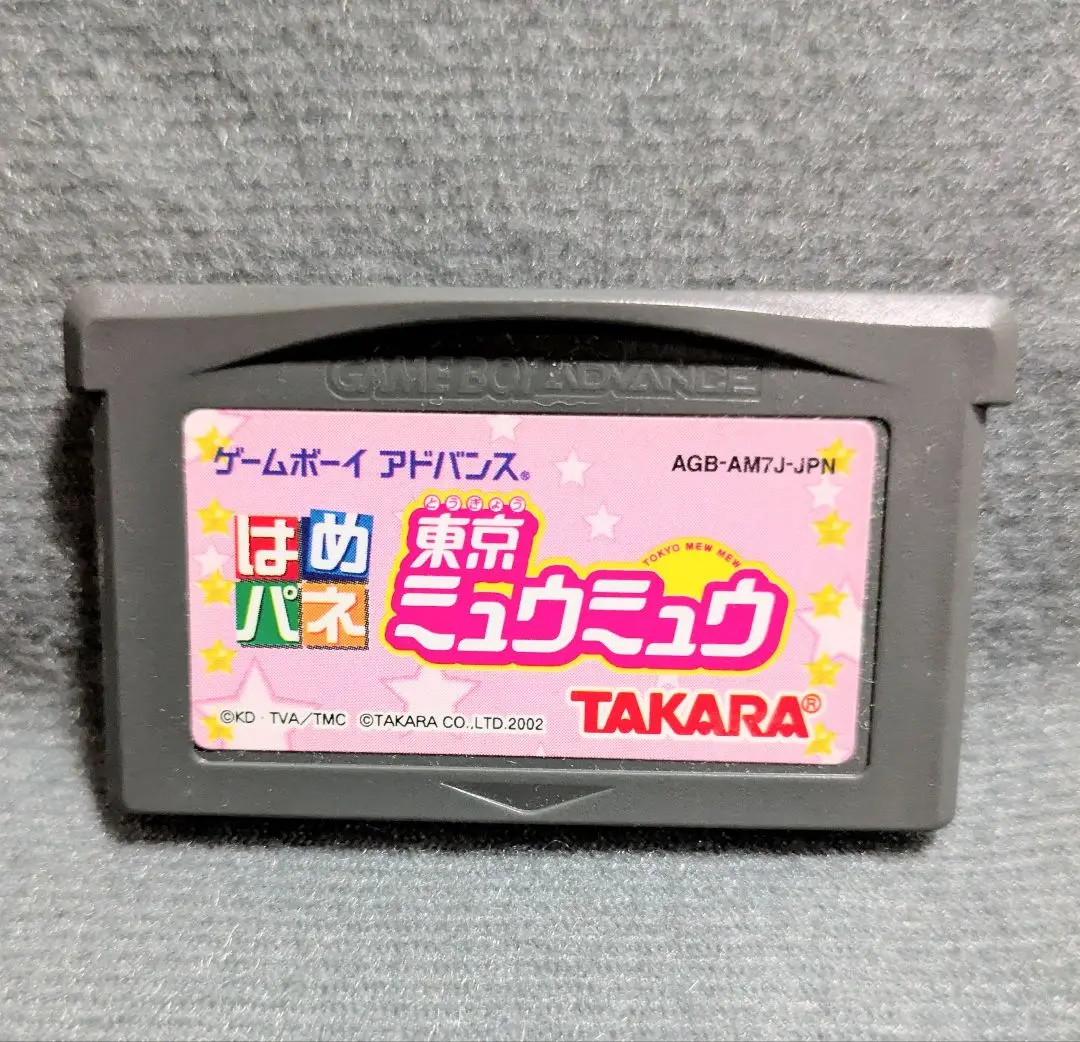 GAME BOY ADVANCE
ゲームボーイ アドバンス®
AGB-AM7J-JPN
はめ
パネ
とうきょう
東京
TOKYO MEW MEW
ミュウミュウ
©KD・TVA/TMC ©TAKARA CO.,LTD.2002
TAKARA®